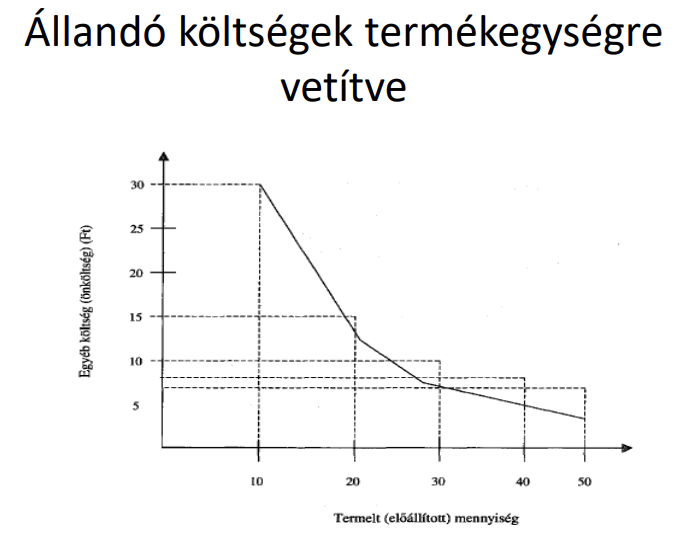 Állandó költségek termékegységre
vetítve
30
25
20
15
10
5
Egyéb költség (önköltség) (Ft)
10 20 30 40 50
Termelt (előállított) mennyiség